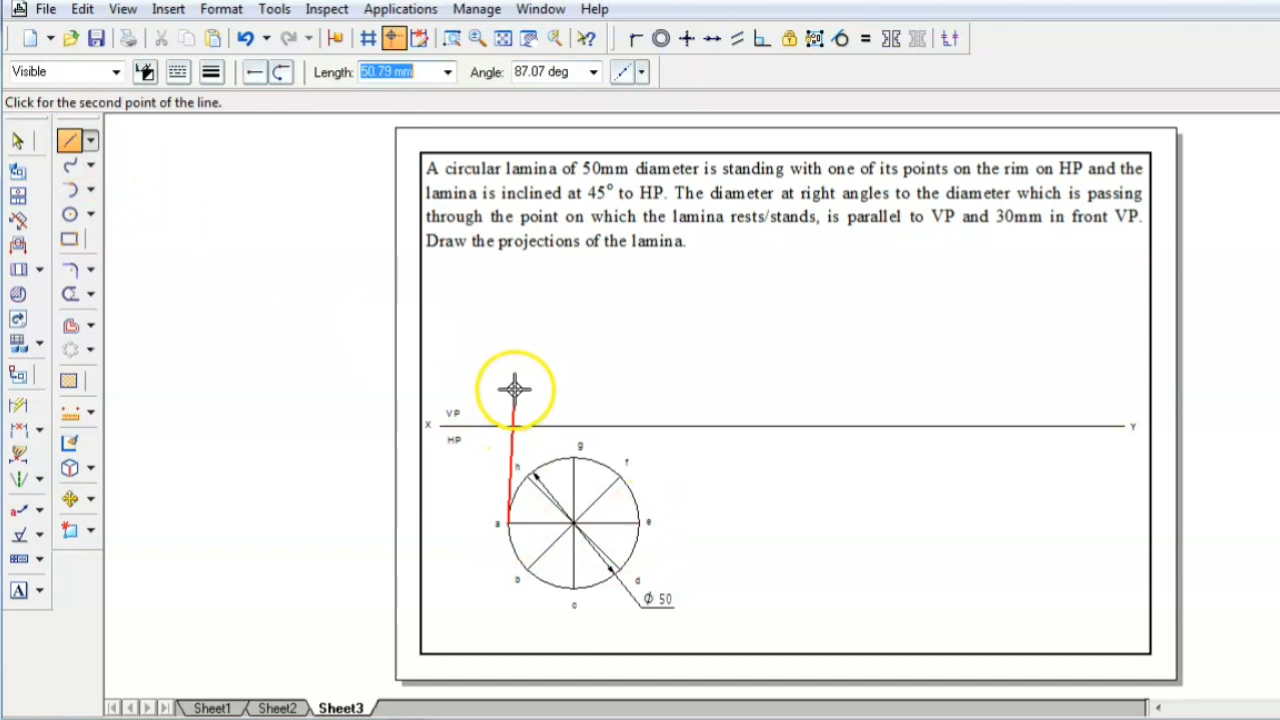 File Edit View Insert Format Tools Inspect Applications Manage Window Help
Visible Length: 50.79 mm Angle: 87.07 deg
Click for the second point of the line.
A circular lamina of 50mm diameter is standing with one of its points on the rim on HP and the
lamina is inclined at 45° to HP. The diameter at right angles to the diameter which is passing
through the point on which the lamina rests/stands, is parallel to VP and 30mm in front VP.
Draw the projections of the lamina.
VP
X Y
HP
g
h f
a e
b d
c
Ø 50
Sheet1 Sheet2 Sheet3